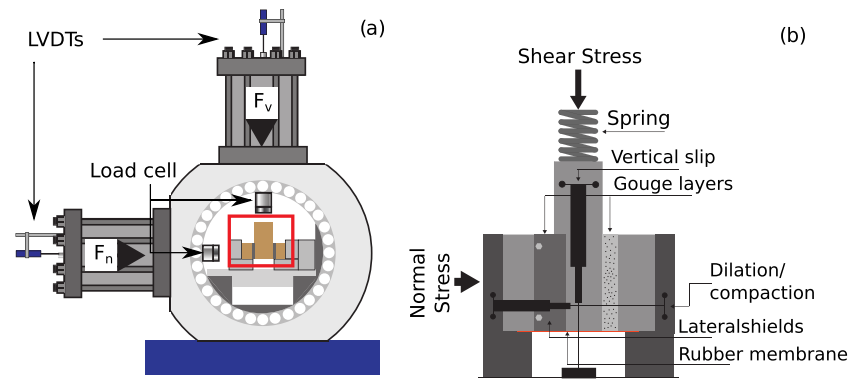 (a)
LVDTs
Fv
Load cell
Fn
(b)
Shear Stress
Spring
Vertical slip
Gouge layers
Normal
Stress
Dilation/
compaction
Lateralshields
Rubber membrane